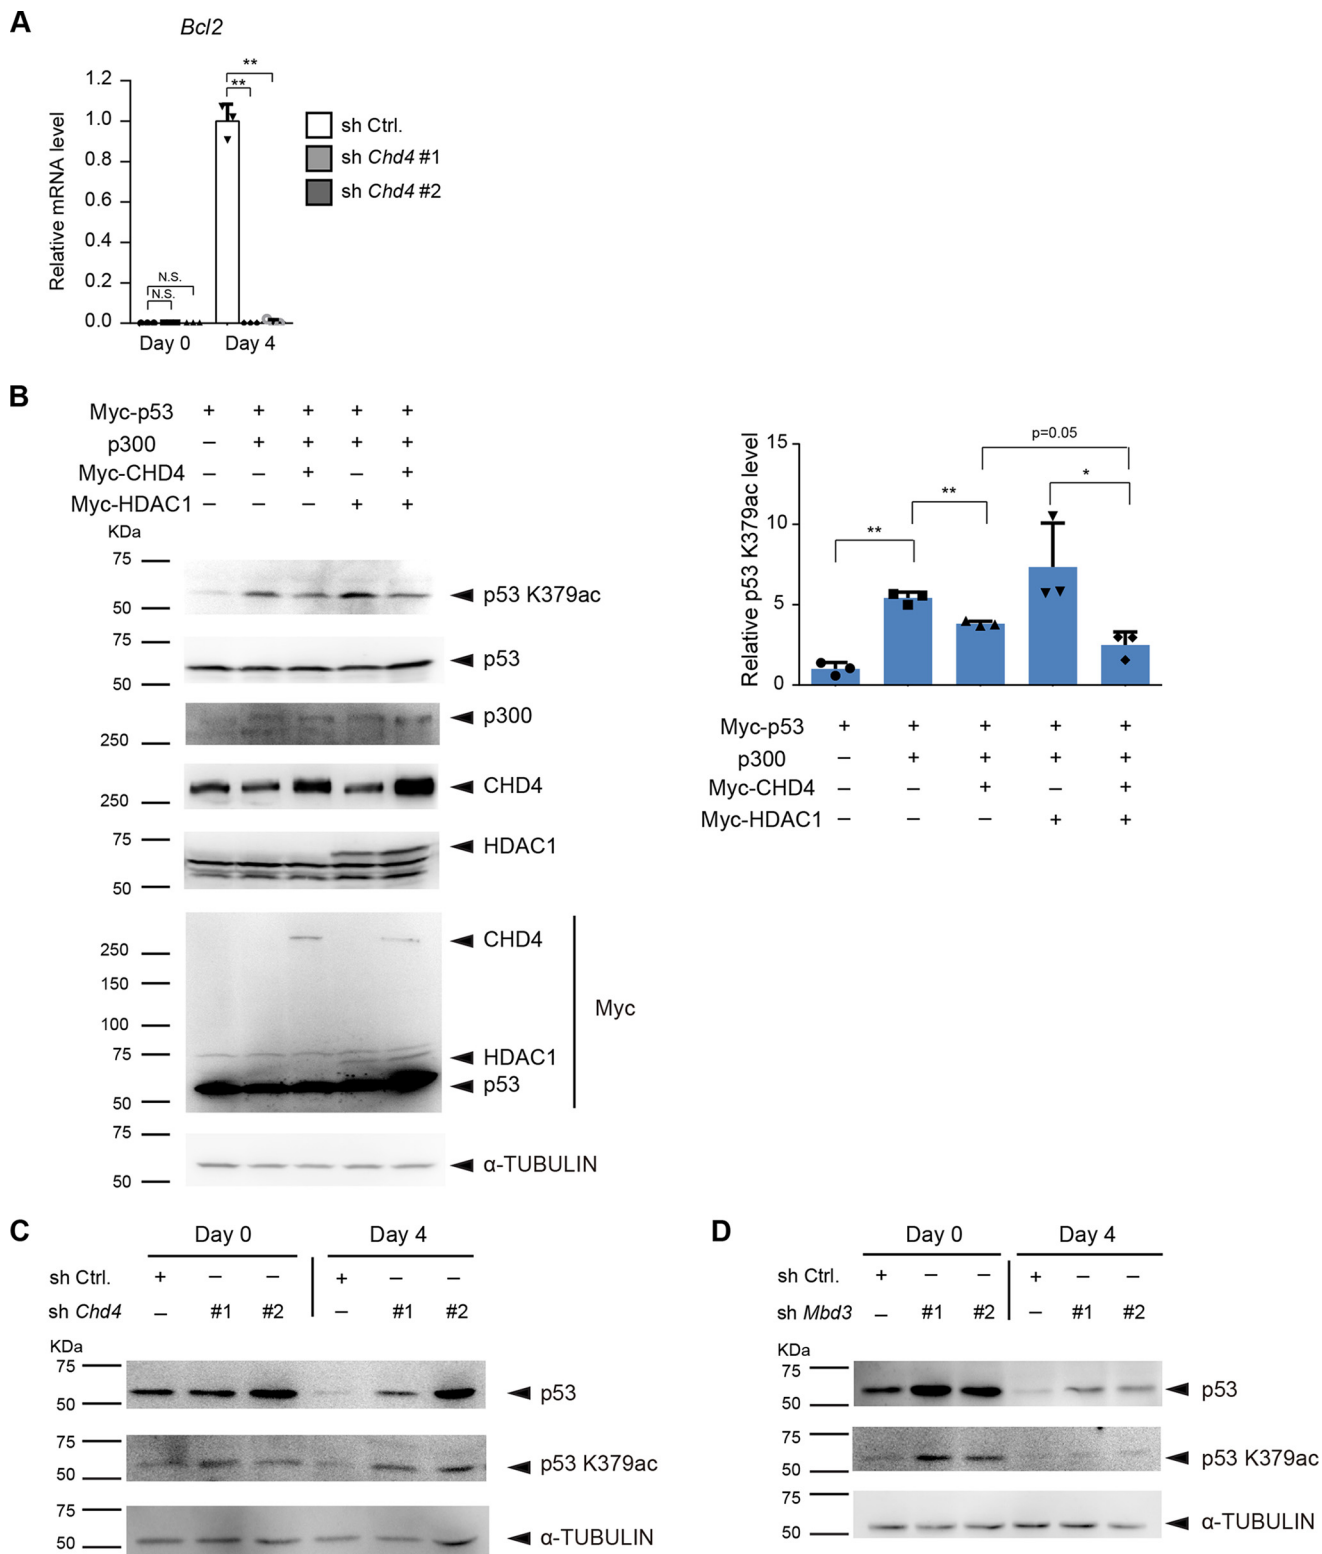 A
Bcl2
Relative mRNA level
1.2
1.0
0.8
0.6
0.4
0.2
0.0
**
**
N.S.
N.S.
Day 0 Day 4
sh Ctrl.
sh Chd4 #1
sh Chd4 #2
B
Myc-p53 + + + + +
p300 – + + + +
Myc-CHD4 – – + – +
Myc-HDAC1 – – – + +
KDa
75
50
p53 K379ac
75
50
p53
250
p300
250
CHD4
75
50
HDAC1
250
150
100
75
50
CHD4
HDAC1
p53
Myc
75
50
α-TUBULIN
Relative p53 K379ac level
15
10
5
0
p=0.05
*
**
**
Myc-p53 + + + + +
p300 – + + + +
Myc-CHD4 – – + – +
Myc-HDAC1 – – – + +
C
Day 0 Day 4
sh Ctrl. + – – + – –
sh Chd4 – #1 #2 – #1 #2
KDa
75
50
p53
75
50
p53 K379ac
75
50
α-TUBULIN
D
Day 0 Day 4
sh Ctrl. + – – + – –
sh Mbd3 – #1 #2 – #1 #2
KDa
75
50
p53
75
50
p53 K379ac
75
50
α-TUBULIN